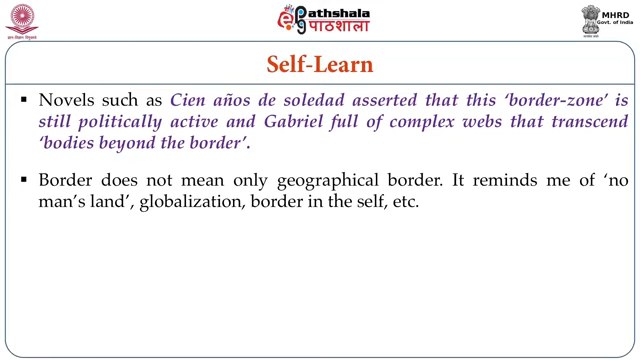 Pathshala
पाठशाला
MHRD
Govt. of India
Self-Learn
▪ Novels such as Cien años de soledad asserted that this ‘border-zone’ is
still politically active and Gabriel full of complex webs that transcend
‘bodies beyond the border’.
▪ Border does not mean only geographical border. It reminds me of ‘no
man’s land’, globalization, border in the self, etc.